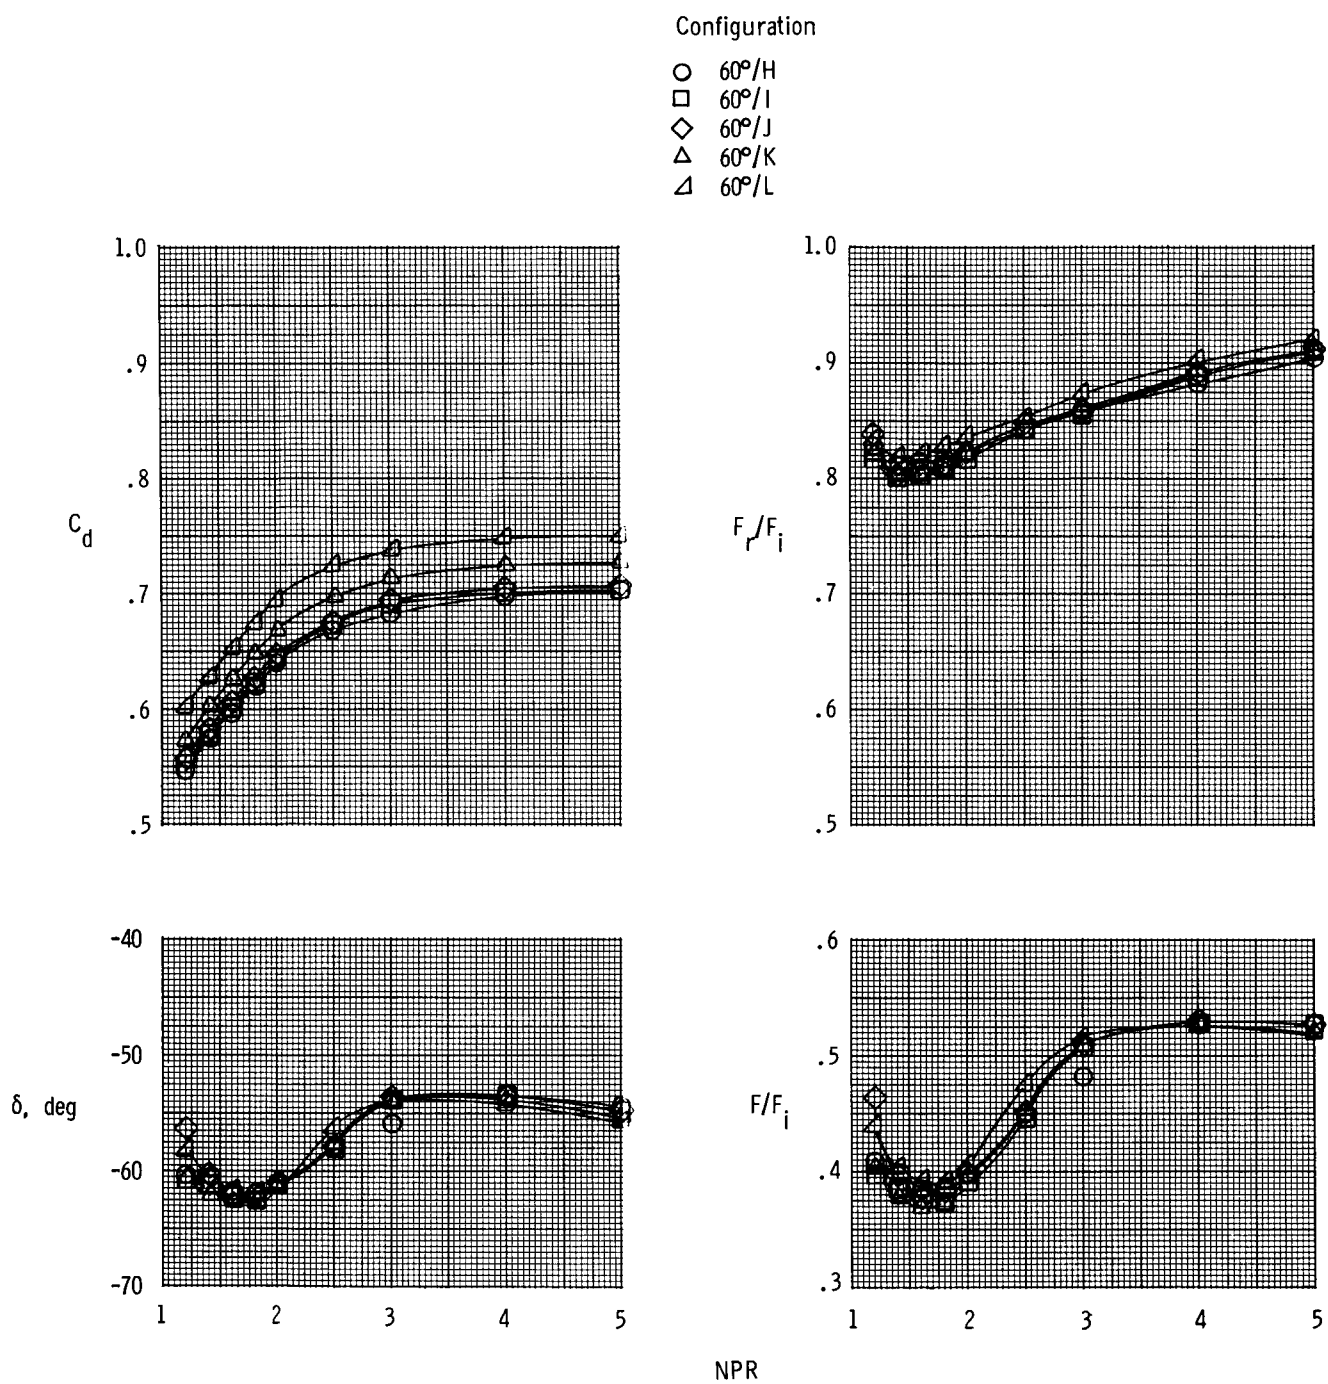 Configuration
60°/H
60°/I
60°/J
60°/K
60°/L
1.0
.9
.8
.7
.6
.5
C_d
1.0
.9
.8
.7
.6
.5
F_r/F_i
-40
-50
-60
-70
δ, deg
1 2 3 4 5
.6
.5
.4
.3
F/F_i
1 2 3 4 5
NPR